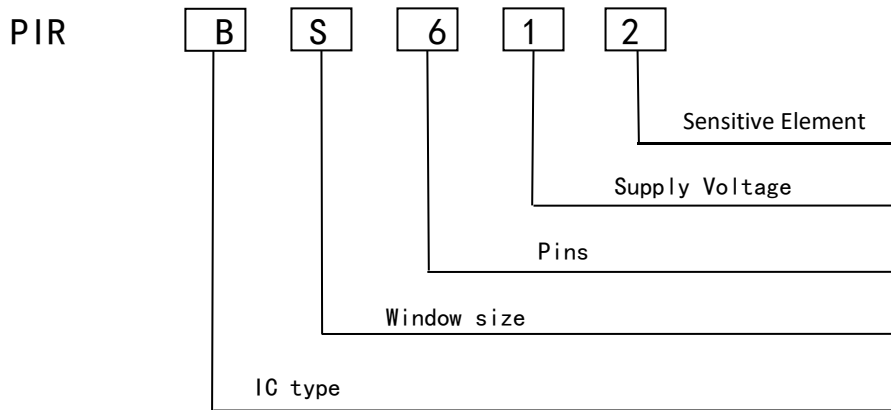 PIR B S 6 1 2
Sensitive Element
Supply Voltage
Pins
Window size
IC type